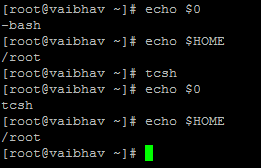 [root@vaibhav ~]# echo $0
-bash
[root@vaibhav ~]# echo $HOME
/root
[root@vaibhav ~]# tcsh
[root@vaibhav ~]# echo $0
tcsh
[root@vaibhav ~]# echo $HOME
/root
[root@vaibhav ~]#